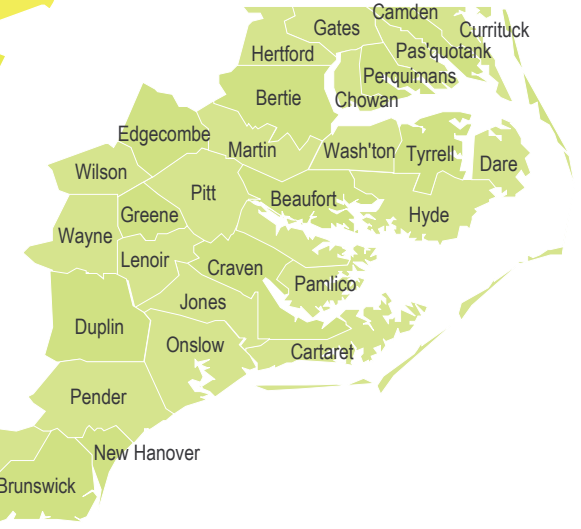 Camden
Gates
Currituck
Hertford
Pas'quotank
Perquimans
Bertie
Chowan
Edgecombe
Martin
Wash'ton
Tyrrell
Dare
Wilson
Pitt
Beaufort
Greene
Hyde
Wayne
Lenoir
Craven
Pamlico
Jones
Duplin
Onslow
Cartaret
Pender
New Hanover
Brunswick